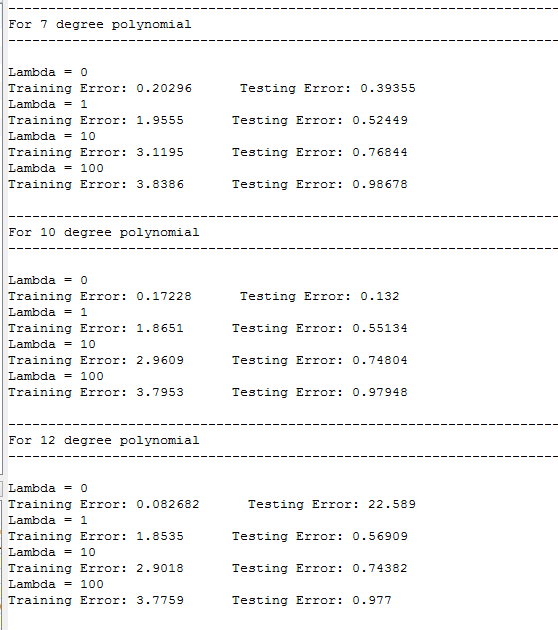 ----------------------------------------------------------------------
For 7 degree polynomial
----------------------------------------------------------------------
Lambda = 0
Training Error: 0.20296      Testing Error: 0.39355
Lambda = 1
Training Error: 1.9555      Testing Error: 0.52449
Lambda = 10
Training Error: 3.1195      Testing Error: 0.76844
Lambda = 100
Training Error: 3.8386      Testing Error: 0.98678
----------------------------------------------------------------------
For 10 degree polynomial
----------------------------------------------------------------------
Lambda = 0
Training Error: 0.17228      Testing Error: 0.132
Lambda = 1
Training Error: 1.8651      Testing Error: 0.55134
Lambda = 10
Training Error: 2.9609      Testing Error: 0.74804
Lambda = 100
Training Error: 3.7953      Testing Error: 0.97948
----------------------------------------------------------------------
For 12 degree polynomial
----------------------------------------------------------------------
Lambda = 0
Training Error: 0.082682      Testing Error: 22.589
Lambda = 1
Training Error: 1.8535      Testing Error: 0.56909
Lambda = 10
Training Error: 2.9018      Testing Error: 0.74382
Lambda = 100
Training Error: 3.7759      Testing Error: 0.977